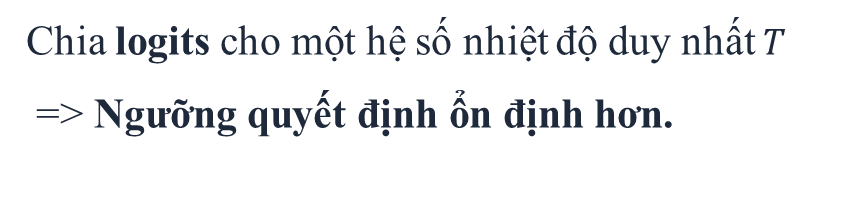 Chia logits cho một hệ số nhiệt độ duy nhất T
=> Ngưỡng quyết định ổn định hơn.